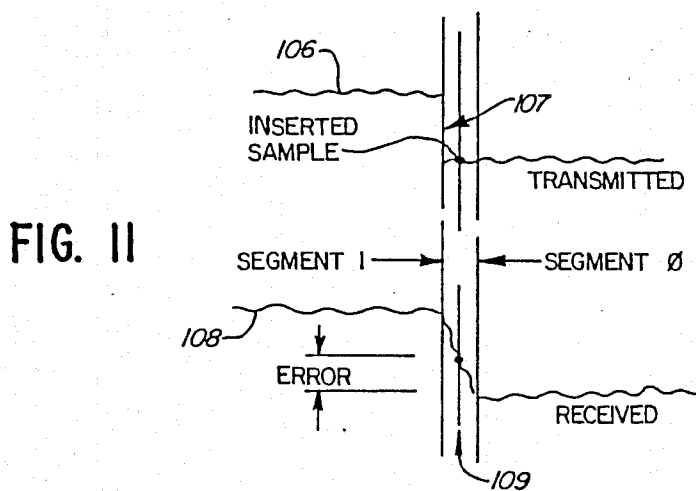 106
107
INSERTED
SAMPLE
TRANSMITTED
FIG. 11
SEGMENT 1
SEGMENT Ø
108
ERROR
RECEIVED
109